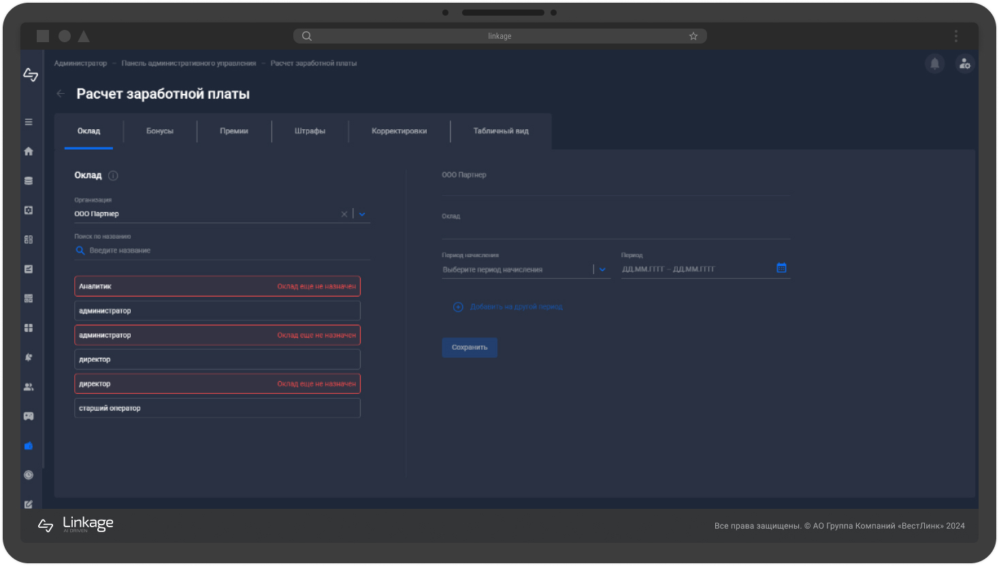 linkage
Администратор – Панель административного управления – Расчет заработной платы
Расчет заработной платы
Оклад Бонусы Премии Штрафы Корректировки Табличный вид
Оклад
Организация
ООО Партнер
Поиск по названию
Введите название
Аналитик Оклад еще не назначен
администратор
администратор Оклад еще не назначен
директор
директор Оклад еще не назначен
старший оператор
ООО Партнер
Оклад
Период начисления Период
Выберите период начисления ДД.ММ.ГГГГ – ДД.ММ.ГГГГ
Добавить на другой период
Сохранить
Linkage
AI DRIVEN
Все права защищены. © АО Группа Компаний «ВестЛинк» 2024